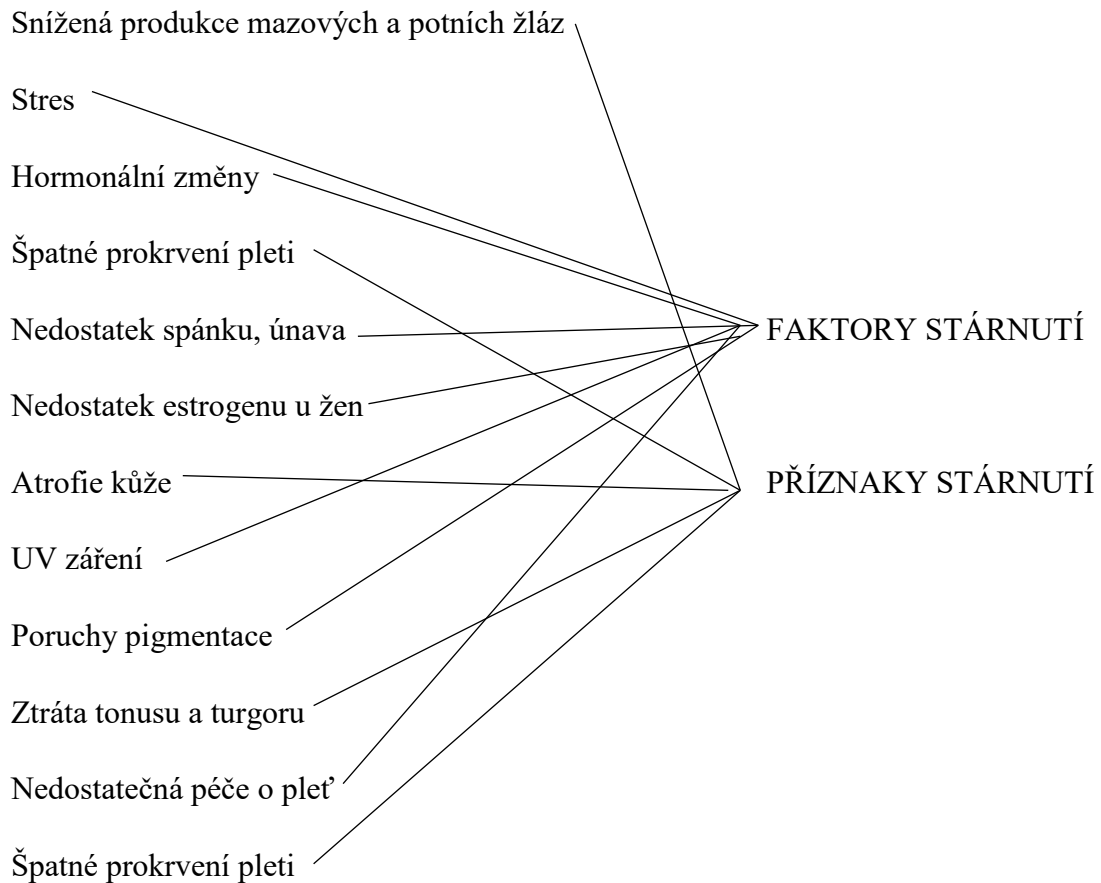 Snížená produkce mazových a potních žláz
Stres
Hormonální změny
Špatné prokrvení pleti
Nedostatek spánku, únava
FAKTORY STÁRNUTÍ
Nedostatek estrogenu u žen
Atrofie kůže
PŘÍZNAKY STÁRNUTÍ
UV záření
Poruchy pigmentace
Ztráta tonusu a turgoru
Nedostatečná péče o pleť
Špatné prokrvení pleti